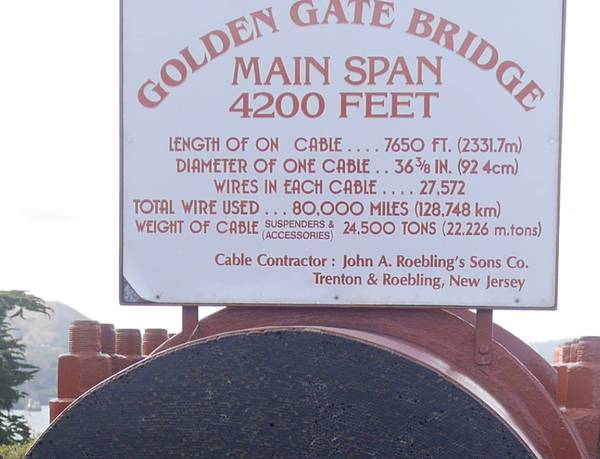 GOLDEN GATE BRIDGE
MAIN SPAN
4200 FEET
LENGTH OF ON CABLE .... 7650 FT. (2331.7m)
DIAMETER OF ONE CABLE .. 36 3/8 IN. (92 4cm)
WIRES IN EACH CABLE .... 27,572
TOTAL WIRE USED ... 80,000 MILES (128,748 km)
WEIGHT OF CABLE SUSPENDERS & (ACCESSORIES) 24,500 TONS (22,226 m.tons)
Cable Contractor : John A. Roebling's Sons Co.
Trenton & Roebling, New Jersey